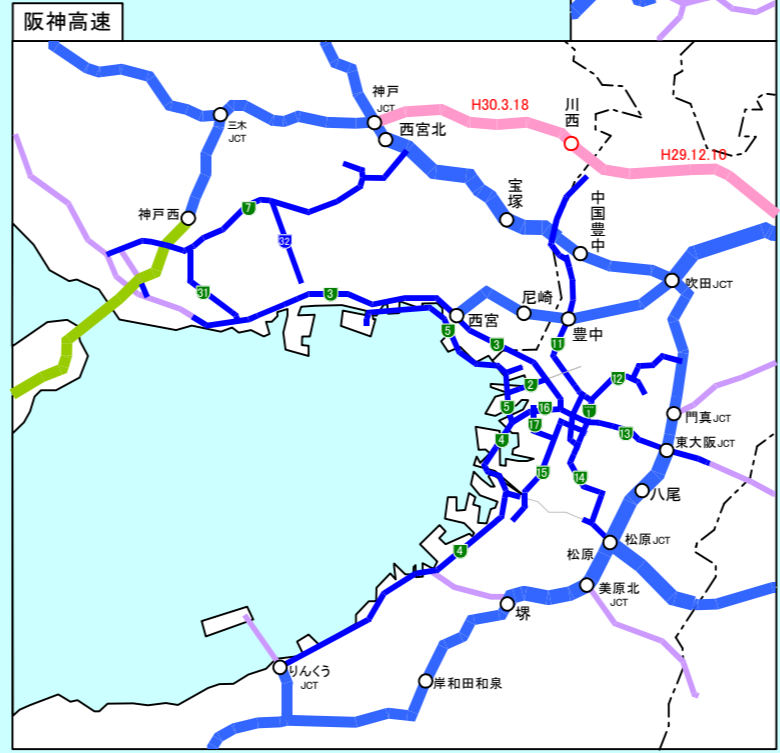 阪神高速
神戸
JCT
H30.3.18
川西
三木
JCT
西宮北
H29.12.10
宝塚
中国豊中
神戸西
7
32
吹田JCT
31
3
尼崎
西宮
豊中
5
3
11
2
12
5
16
1
門真JCT
17
13
4
東大阪JCT
15
14
八尾
松原JCT
松原
4
美原北
JCT
堺
りんくう
JCT
岸和田和泉